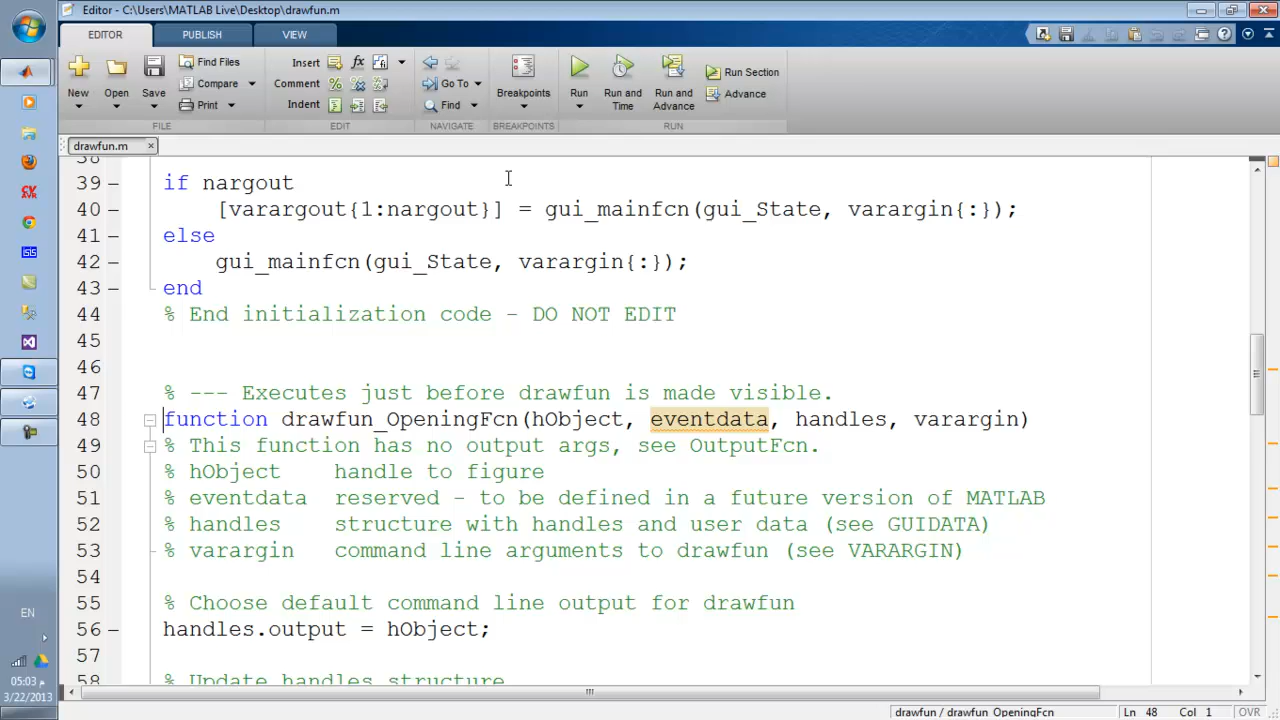 Editor - C:\Users\MATLAB Live\Desktop\drawfun.m
EDITOR PUBLISH VIEW
New Open Save Find Files Compare Print
Insert Comment Indent fx
Go To Find
Breakpoints
Run Run and Time Run and Advance Run Section Advance
FILE EDIT NAVIGATE BREAKPOINTS RUN
drawfun.m ×
38
39 – if nargout
40 – [varargout{1:nargout}] = gui_mainfcn(gui_State, varargin{:});
41 – else
42 – gui_mainfcn(gui_State, varargin{:});
43 – end
44 % End initialization code - DO NOT EDIT
45
46
47 % --- Executes just before drawfun is made visible.
48 function drawfun_OpeningFcn(hObject, eventdata, handles, varargin)
49 % This function has no output args, see OutputFcn.
50 % hObject    handle to figure
51 % eventdata  reserved - to be defined in a future version of MATLAB
52 % handles    structure with handles and user data (see GUIDATA)
53 % varargin   command line arguments to drawfun (see VARARGIN)
54
55 % Choose default command line output for drawfun
56 – handles.output = hObject;
57
58 % Update handles structure
drawfun / drawfun_OpeningFcn Ln 48 Col 1 OVR
EN
05:03 م
3/22/2013